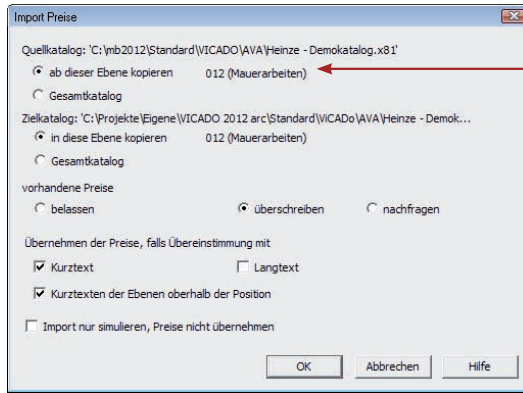 Import Preise
Quellkatalog: 'C:\mb2012\Standard\VICADO\AVA\Heinze - Demokatalog.x81'
ab dieser Ebene kopieren 012 (Mauerarbeiten)
Gesamtkatalog
Zielkatalog: 'C:\Projekte\Eigene\VICADO 2012 arc\Standard\ViCADo\AVA\Heinze - Demok...
in diese Ebene kopieren 012 (Mauerarbeiten)
Gesamtkatalog
vorhandene Preise
belassen überschreiben nachfragen
Übernehmen der Preise, falls Übereinstimmung mit
Kurztext Langtext
Kurztexten der Ebenen oberhalb der Position
Import nur simulieren, Preise nicht übernehmen
OK Abbrechen Hilfe